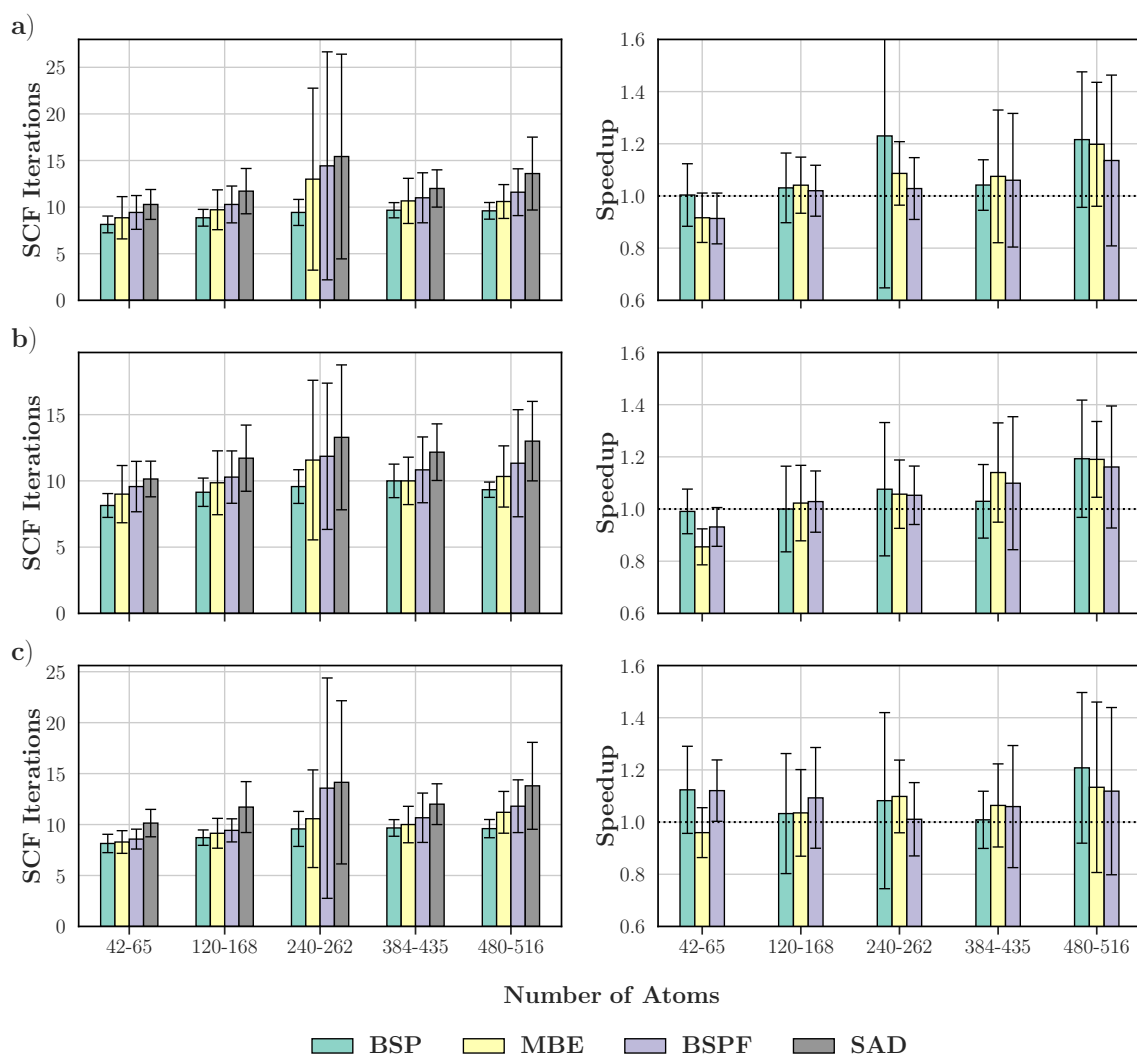 a)
SCF Iterations
25
20
15
10
5
0
Speedup
1.6
1.4
1.2
1.0
0.8
0.6
b)
SCF Iterations
15
10
5
0
Speedup
1.6
1.4
1.2
1.0
0.8
0.6
c)
SCF Iterations
25
20
15
10
5
0
42-65 120-168 240-262 384-435 480-516
Speedup
1.6
1.4
1.2
1.0
0.8
0.6
42-65 120-168 240-262 384-435 480-516
Number of Atoms
BSP MBE BSPF SAD